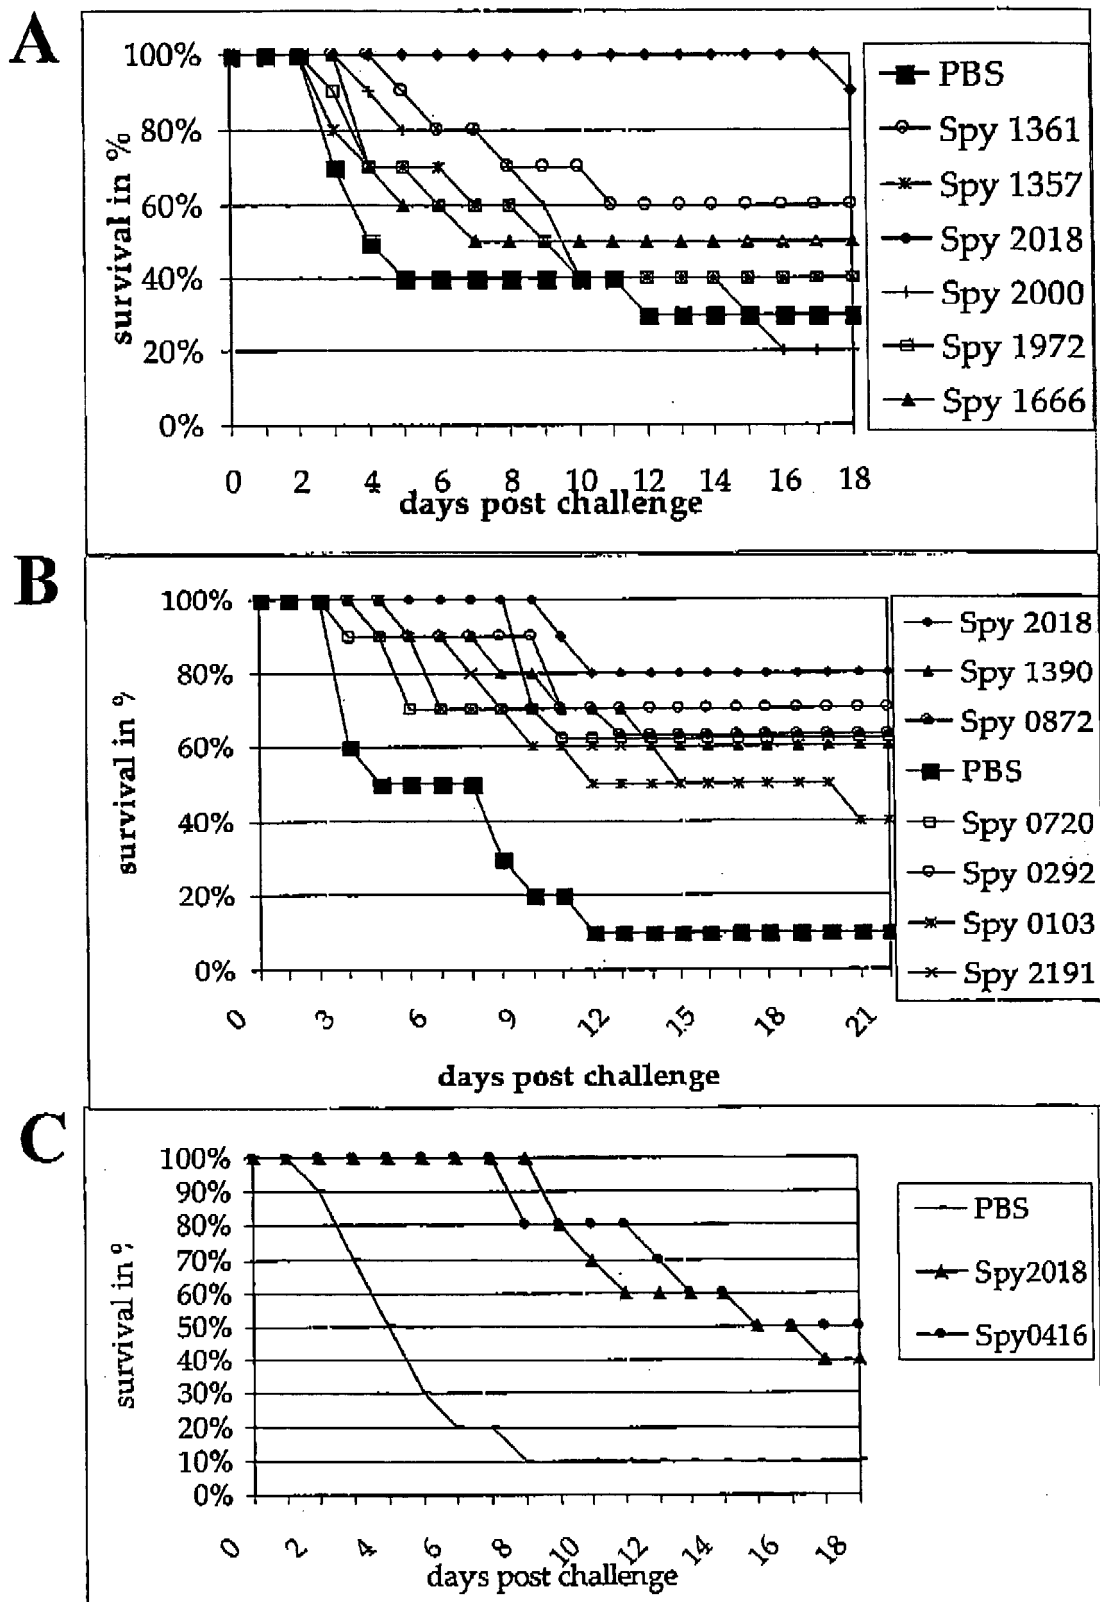 A
100%
80%
60%
40%
20%
0%
survival in %
0 2 4 6 8 10 12 14 16 18
days post challenge
PBS
Spy 1361
Spy 1357
Spy 2018
Spy 2000
Spy 1972
Spy 1666
B
100%
80%
60%
40%
20%
0%
survival in %
0 3 6 9 12 15 18 21
days post challenge
Spy 2018
Spy 1390
Spy 0872
PBS
Spy 0720
Spy 0292
Spy 0103
Spy 2191
C
100%
90%
80%
70%
60%
50%
40%
30%
20%
10%
0%
survival in %
0 2 4 6 8 10 12 14 16 18
days post challenge
PBS
Spy2018
Spy0416